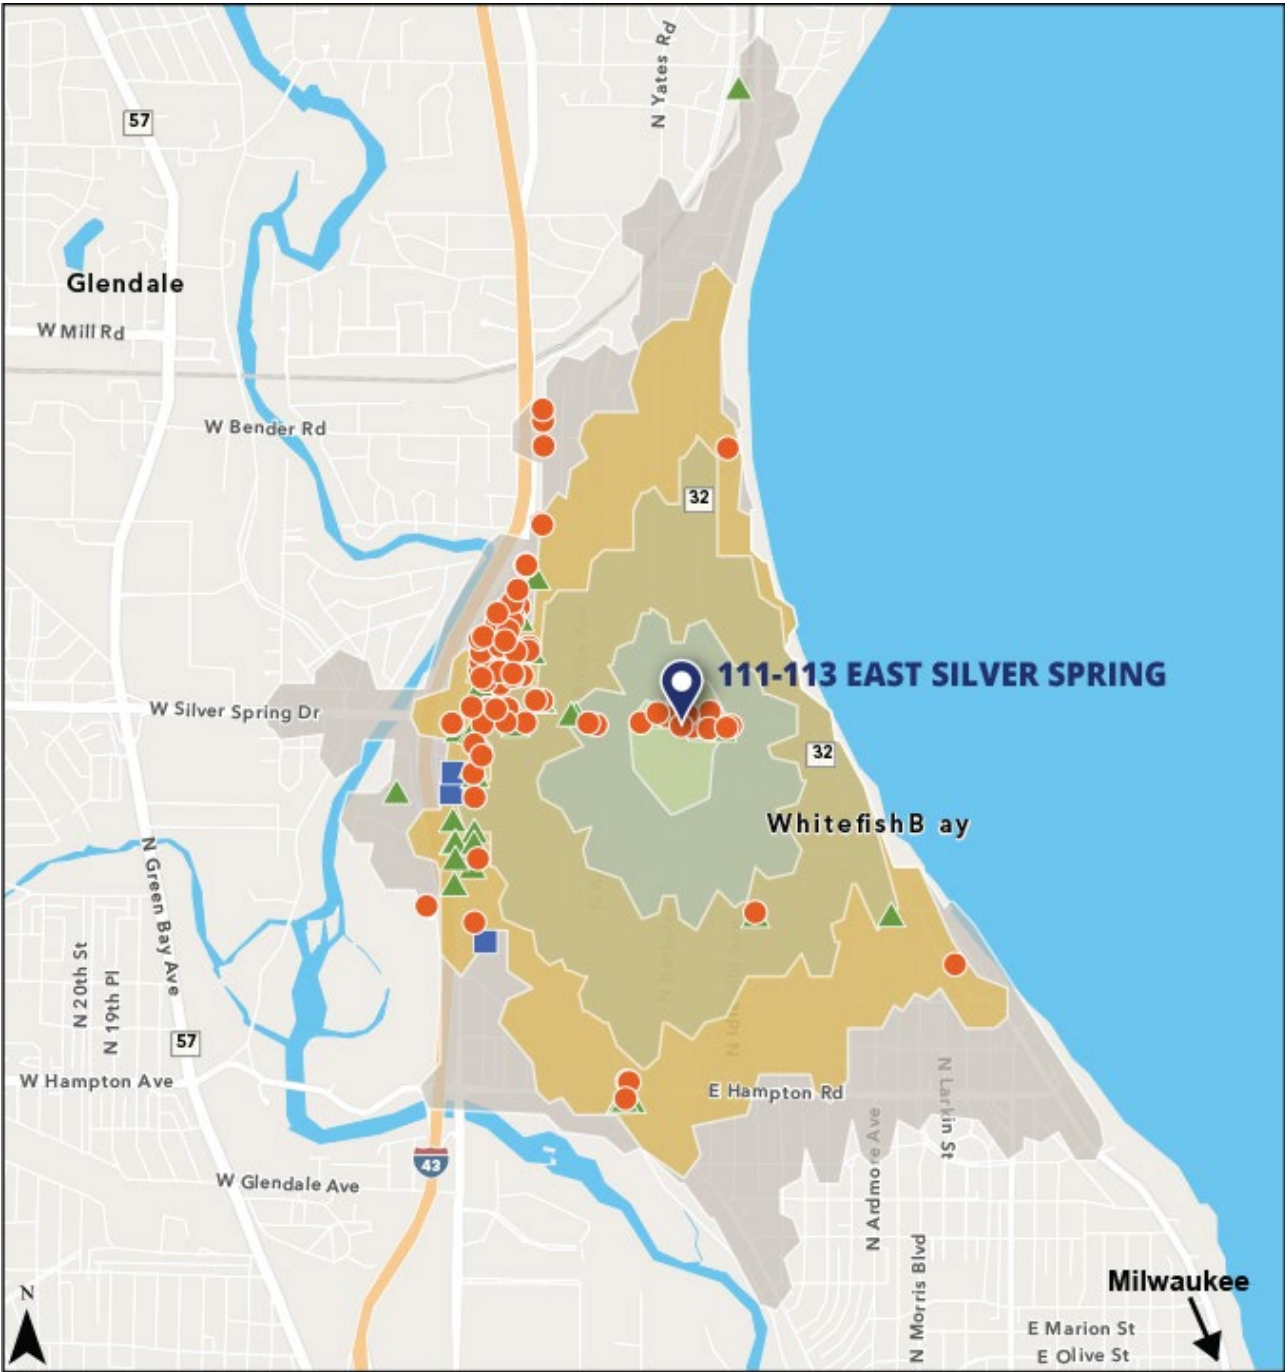 N Yates Rd
57
Glendale
W Mill Rd
W Bender Rd
32
111-113 EAST SILVER SPRING
W Silver Spring Dr
32
WhitefishB ay
N Green Bay Ave
N 20th St
N 19th Pl
57
W Hampton Ave
E Hampton Rd
N Larkin St
N Ardmore Ave
43
W Glendale Ave
N Morris Blvd
Milwaukee
N
E Marion St
E Olive St